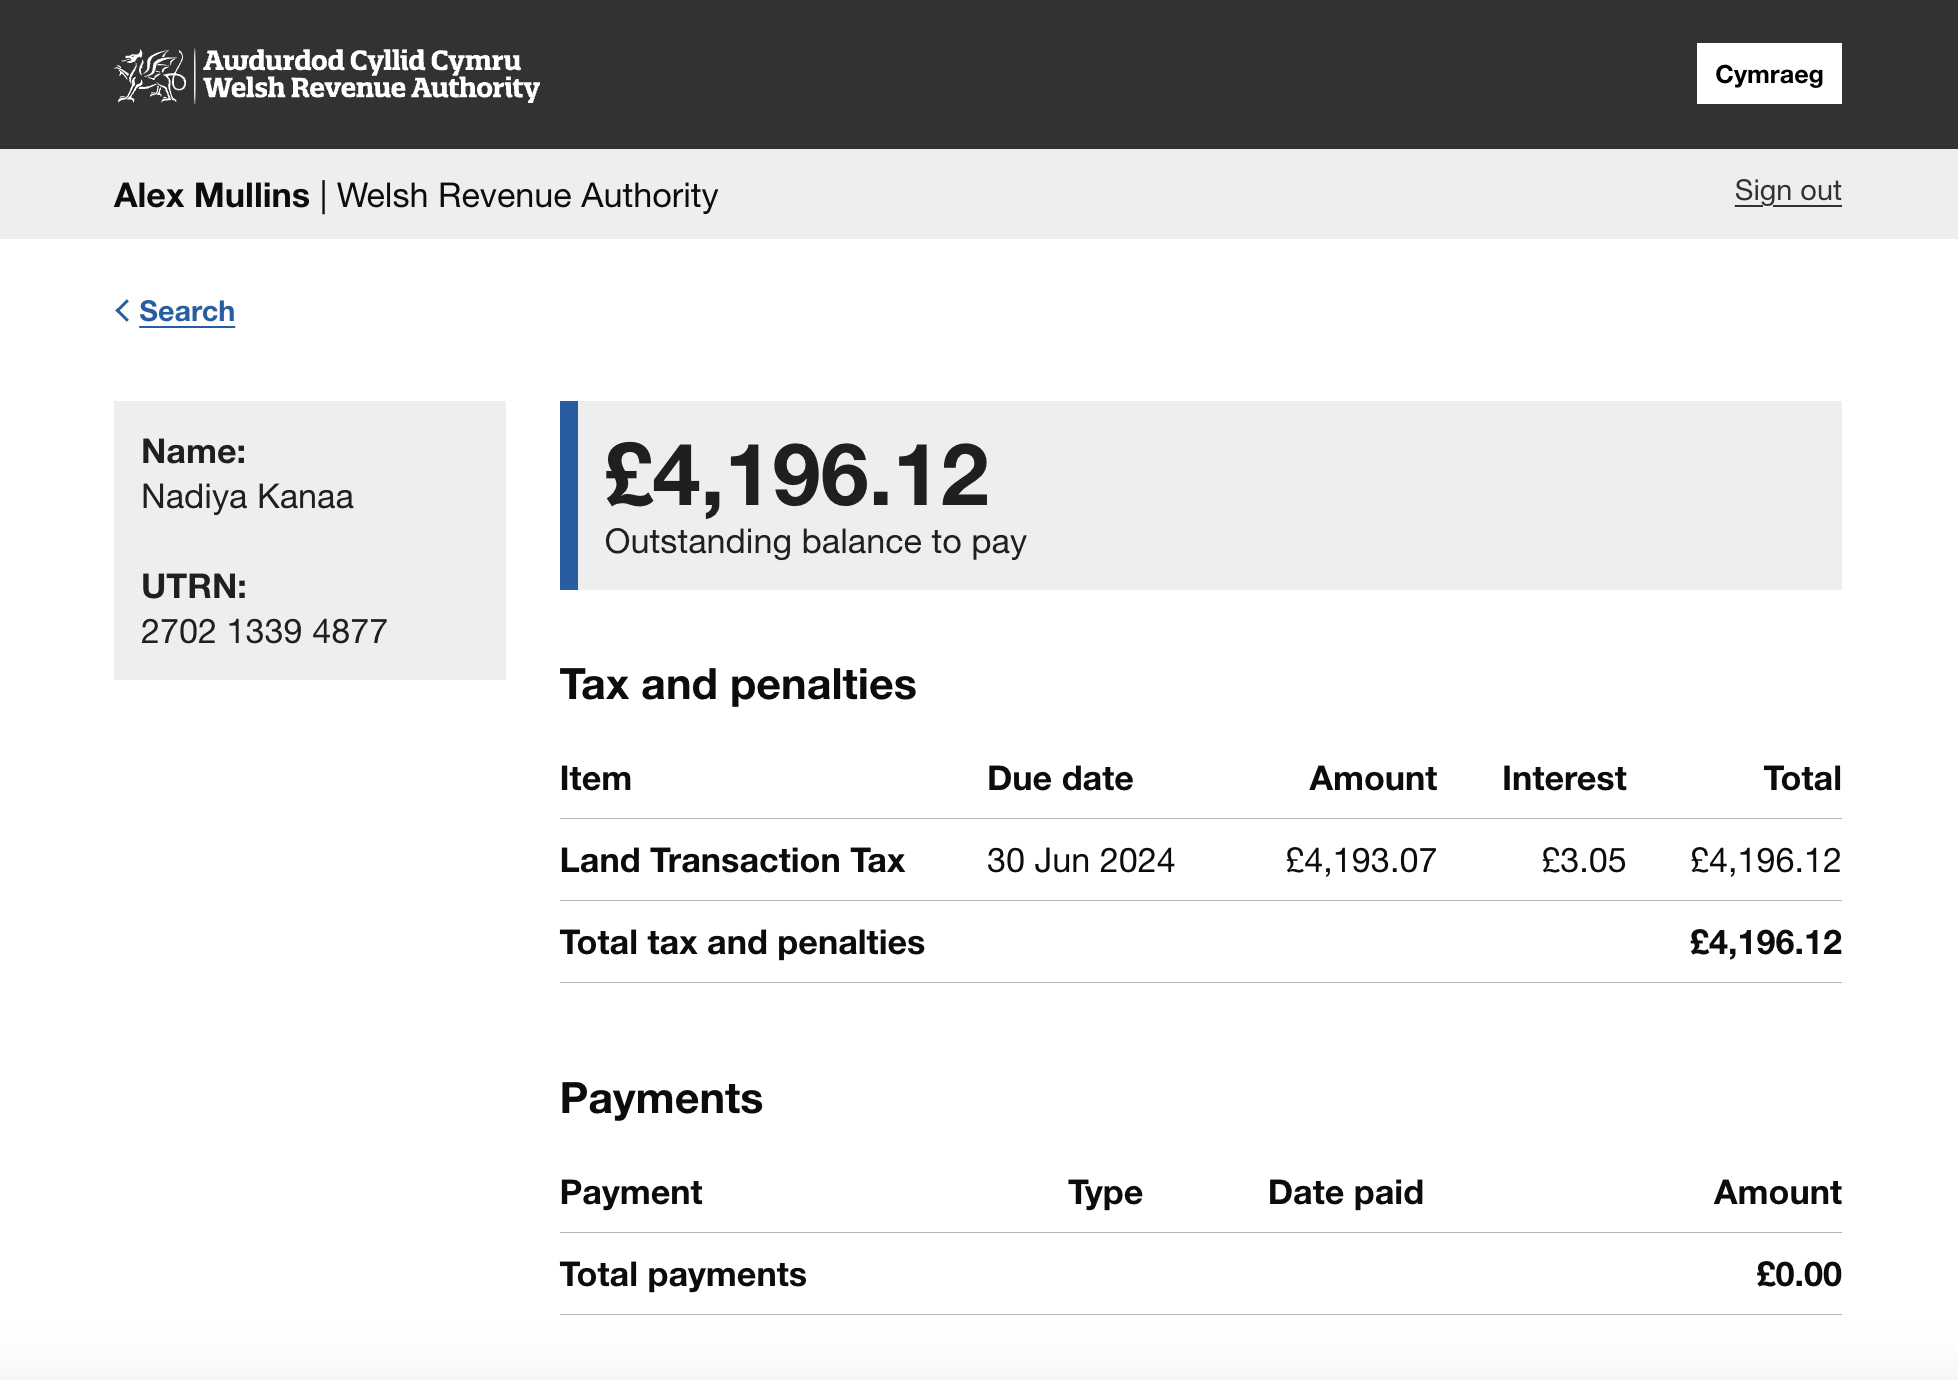 Awdurdod Cyllid Cymru
Welsh Revenue Authority
Cymraeg
Alex Mullins | Welsh Revenue Authority
Sign out
Search
Name:
Nadiya Kanaa
UTRN:
2702 1339 4877
£4,196.12
Outstanding balance to pay
Tax and penalties
Item Due date Amount Interest Total
Land Transaction Tax 30 Jun 2024 £4,193.07 £3.05 £4,196.12
Total tax and penalties £4,196.12
Payments
Payment Type Date paid Amount
Total payments £0.00